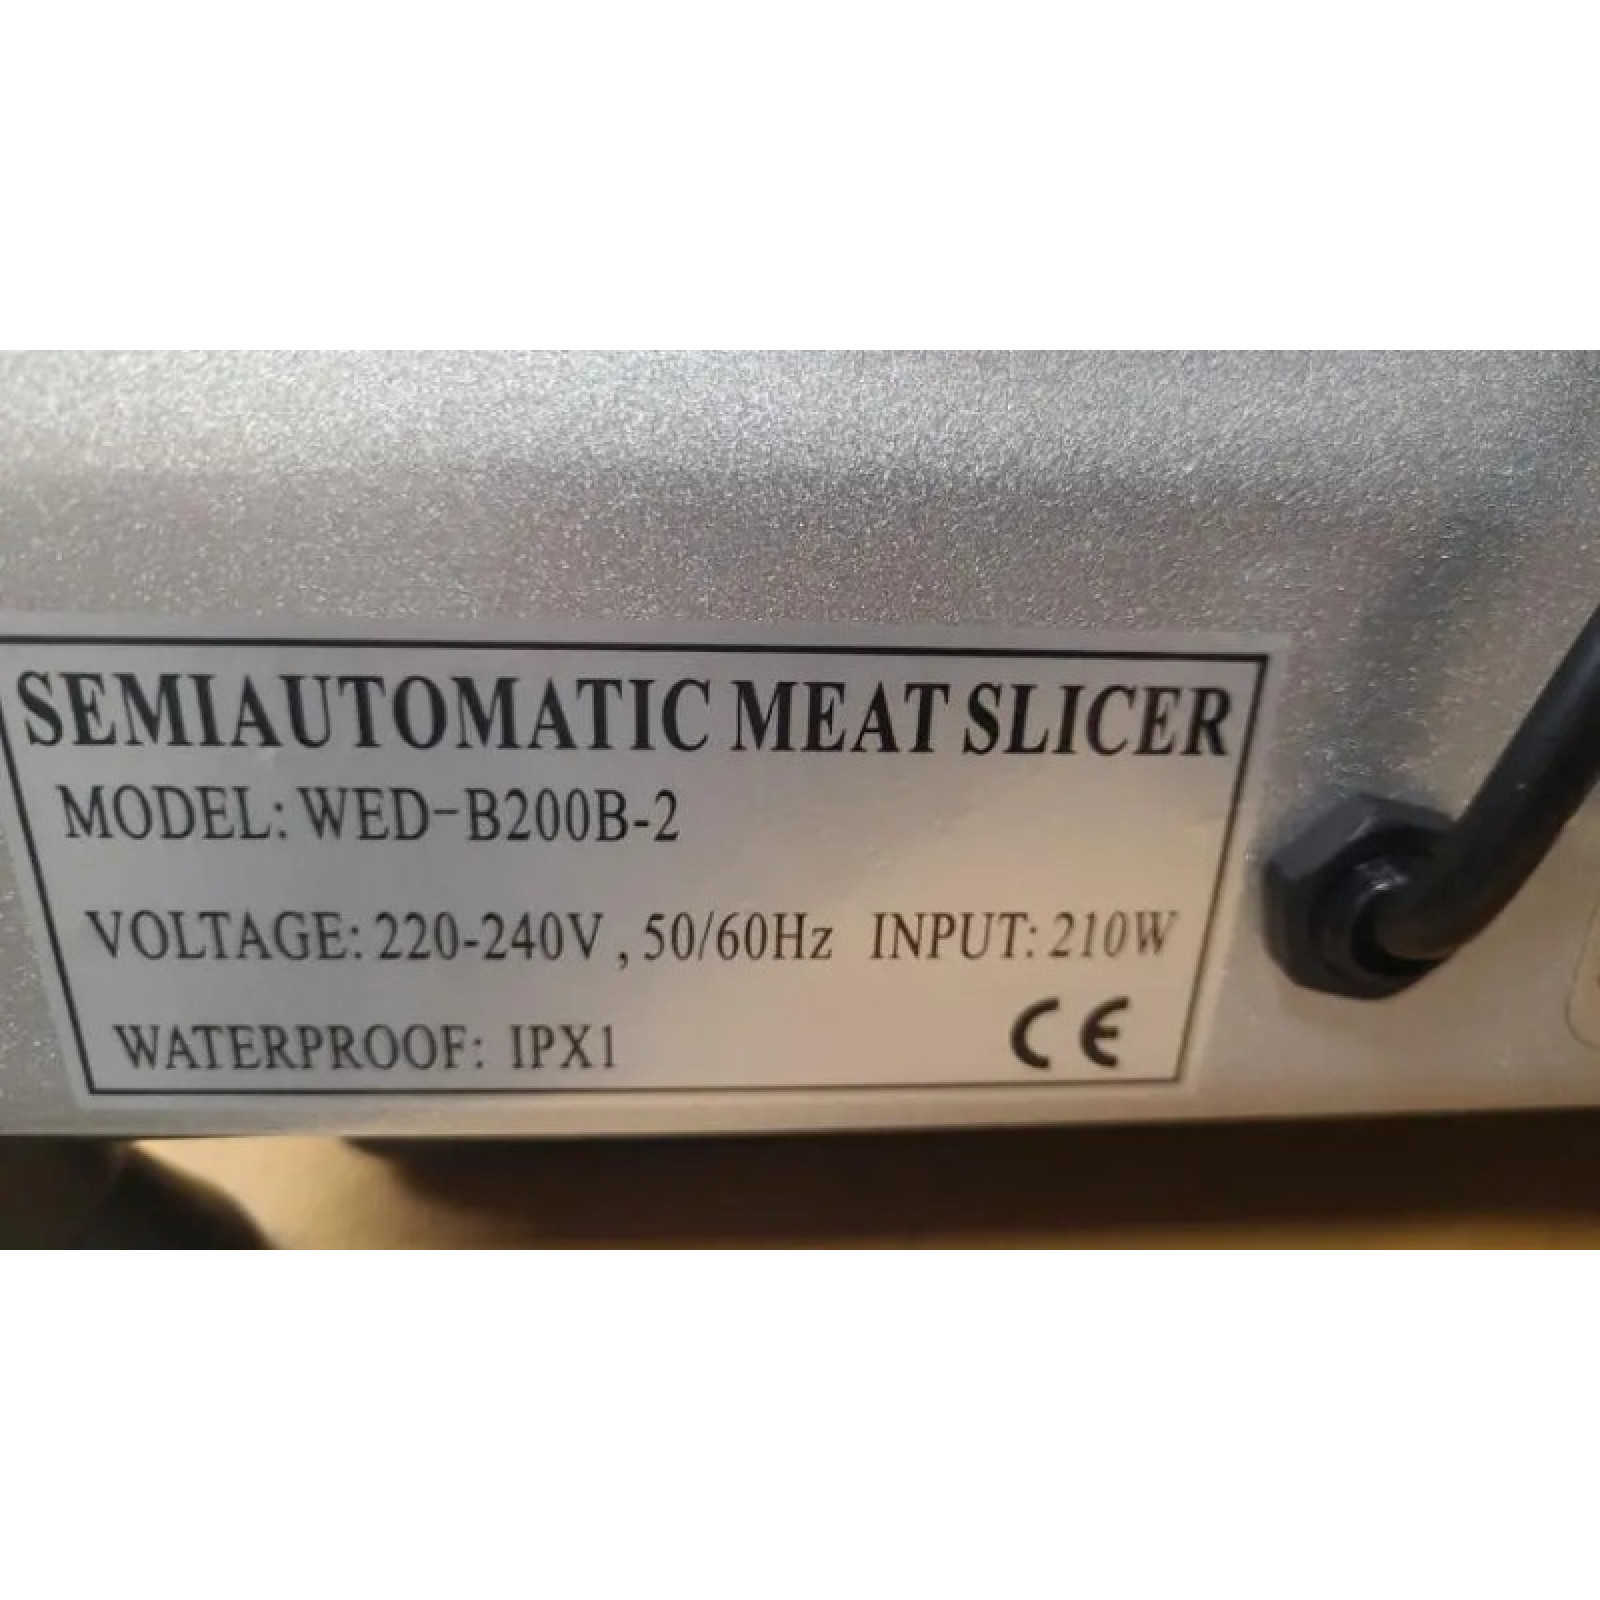 SEMIAUTOMATIC MEAT SLICER
MODEL: WED-B200B-2
VOLTAGE: 220-240V , 50/60Hz INPUT: 210W
WATERPROOF: IPX1 CE